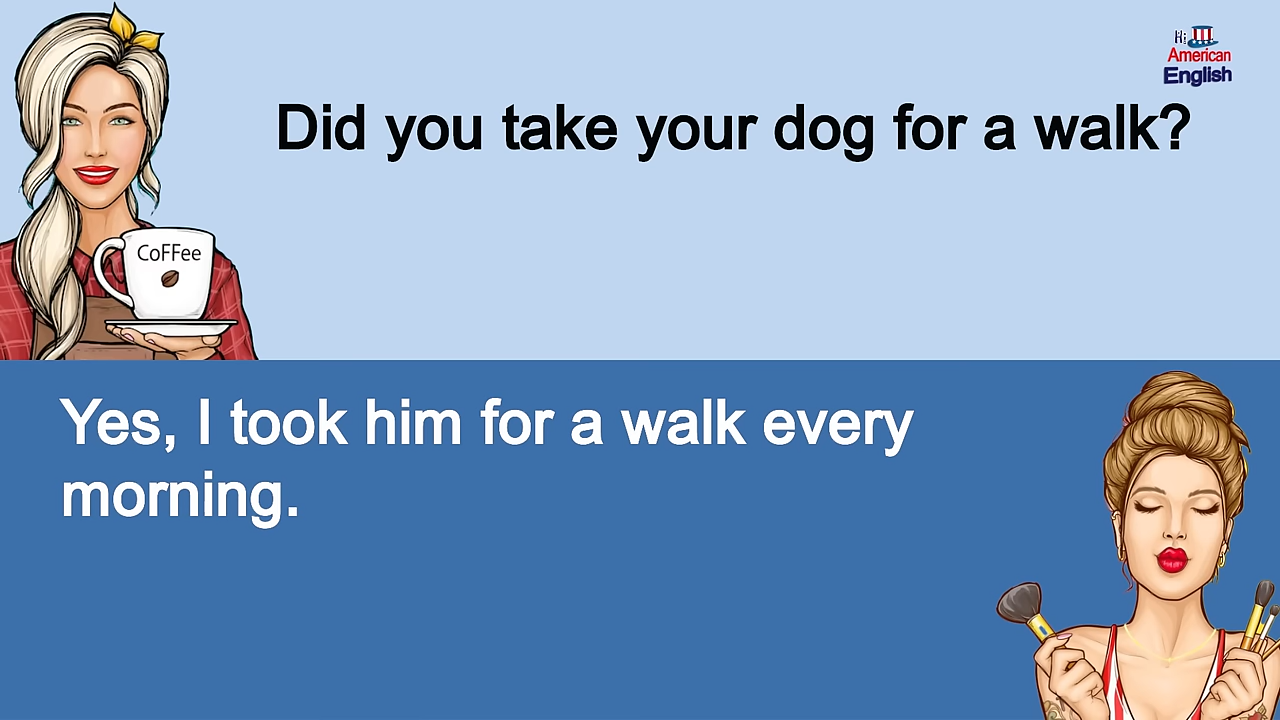 Hi
American
English
Did you take your dog for a walk?
CoFFee
Yes, I took him for a walk every
morning.